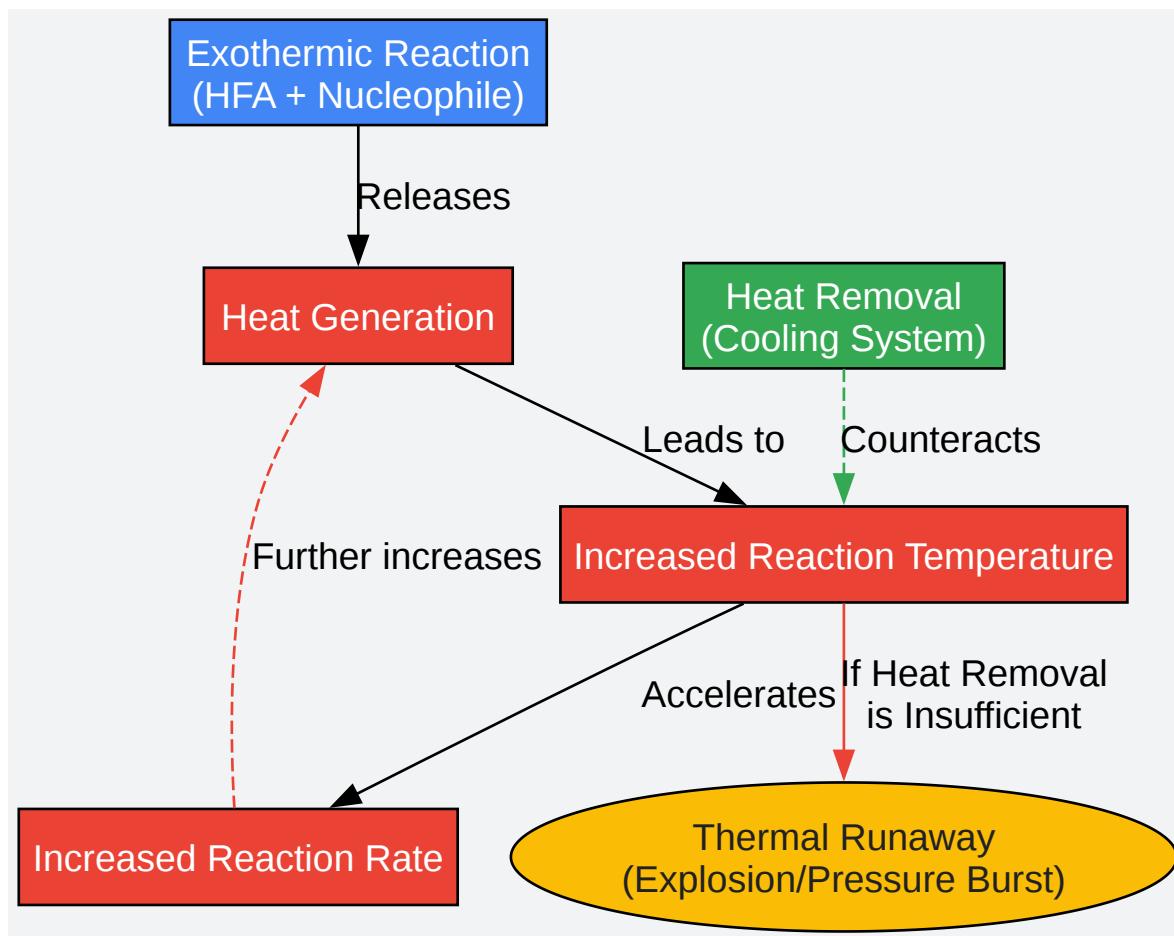 Exothermic Reaction
(HFA + Nucleophile)
Releases
Heat Generation
Heat Removal
(Cooling System)
Leads to
Counteracts
Further increases
Increased Reaction Temperature
Accelerates
If Heat Removal
is Insufficient
Increased Reaction Rate
Thermal Runaway
(Explosion/Pressure Burst)